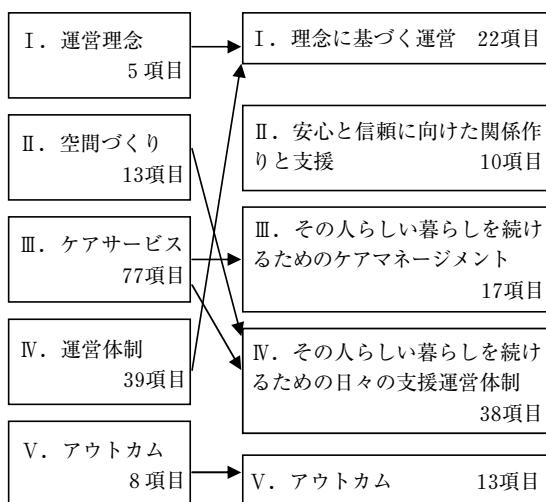 Ⅰ．運営理念
5項目
Ⅱ．空間づくり
13項目
Ⅲ．ケアサービス
77項目
Ⅳ．運営体制
39項目
Ⅴ．アウトカム
8項目
Ⅰ．理念に基づく運営 22項目
Ⅱ．安心と信頼に向けた関係作
りと支援 10項目
Ⅲ．その人らしい暮らしを続け
るためのケアマネージメント
17項目
Ⅳ．その人らしい暮らしを続け
るための日々の支援運営体制
38項目
Ⅴ．アウトカム 13項目